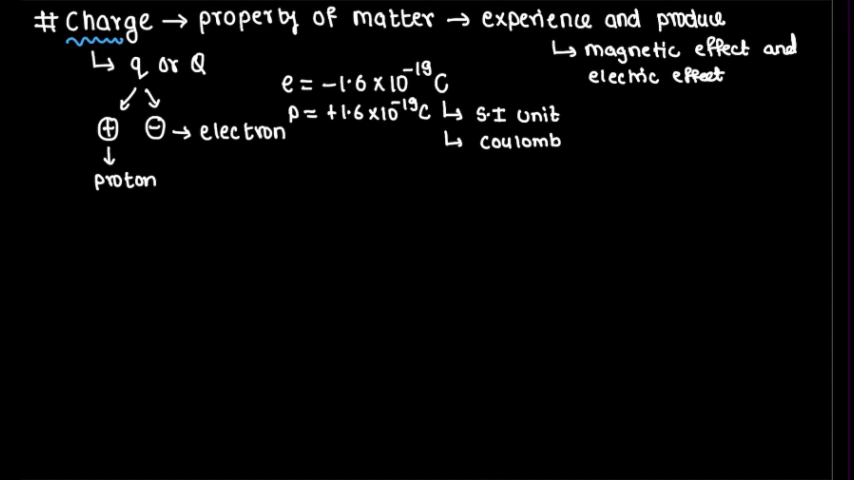 # Charge → property of matter → experience and produce
↳ magnetic effect and
electric effect
↳ q or Q
e = -1.6 × 10⁻¹⁹ C
p = +1.6 × 10⁻¹⁹ C ↳ S.I unit
↳ coulomb
⊕ ⊖ → electron
↓
proton